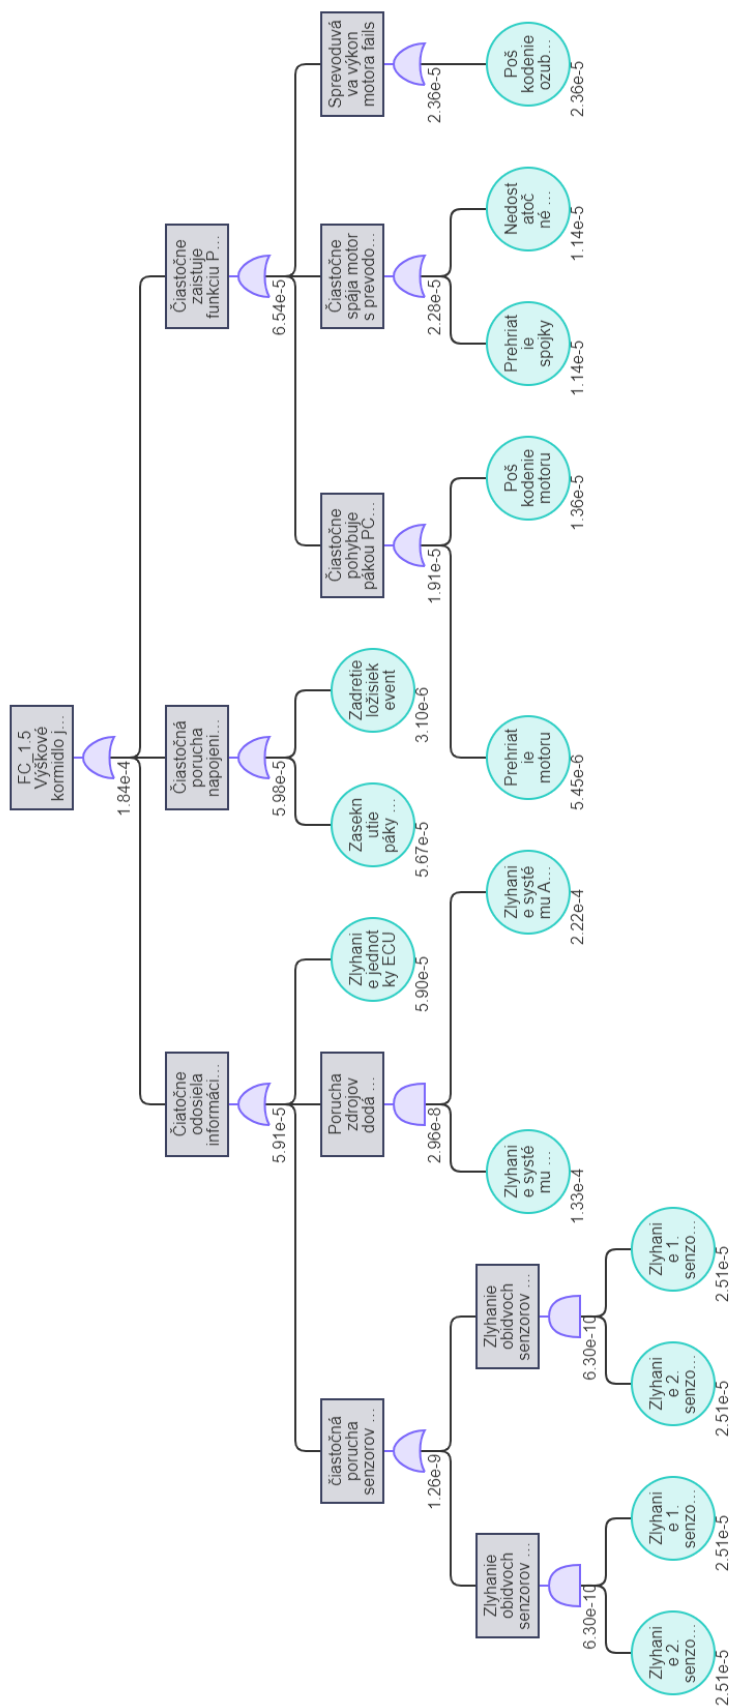 FC_1.5
Výškové
kormidlo j...
1.84e-4
Čiatočne
odosiela
informáci...
5.91e-5
Čiastočná
porucha
napojeni...
5.98e-5
Čiastočne
zaistuje
funkciu P...
6.54e-5
čiastočná
porucha
senzorov ...
1.26e-9
Porucha
zdrojov
dodá ...
2.96e-8
Zlyhani
e jednot
ky ECU
5.90e-5
Zasekn
utie
páky ...
5.67e-5
Zadretie
ložisiek
event
3.10e-6
Čiastočne
pohybuje
pákou PC...
1.91e-5
Čiastočne
spája motor
s prevodo...
2.28e-5
Sprevoduvá
va výkon
motora fails
2.36e-5
Zlyhanie
obidvoch
senzorov ...
6.30e-10
Zlyhanie
obidvoch
senzorov ...
6.30e-10
Zlyhani
e systé
mu ...
1.33e-4
Zlyhani
e systé
mu A...
2.22e-4
Prehriat
ie
motoru
5.45e-6
Poš
kodenie
motoru
1.36e-5
Prehriat
ie
spojky
1.14e-5
Nedost
atoč
né ...
1.14e-5
Poš
kodenie
ozub...
2.36e-5
Zlyhani
e 2.
senzo...
2.51e-5
Zlyhani
e 1.
senzo...
2.51e-5
Zlyhani
e 2.
senzo...
2.51e-5
Zlyhani
e 1.
senzo...
2.51e-5